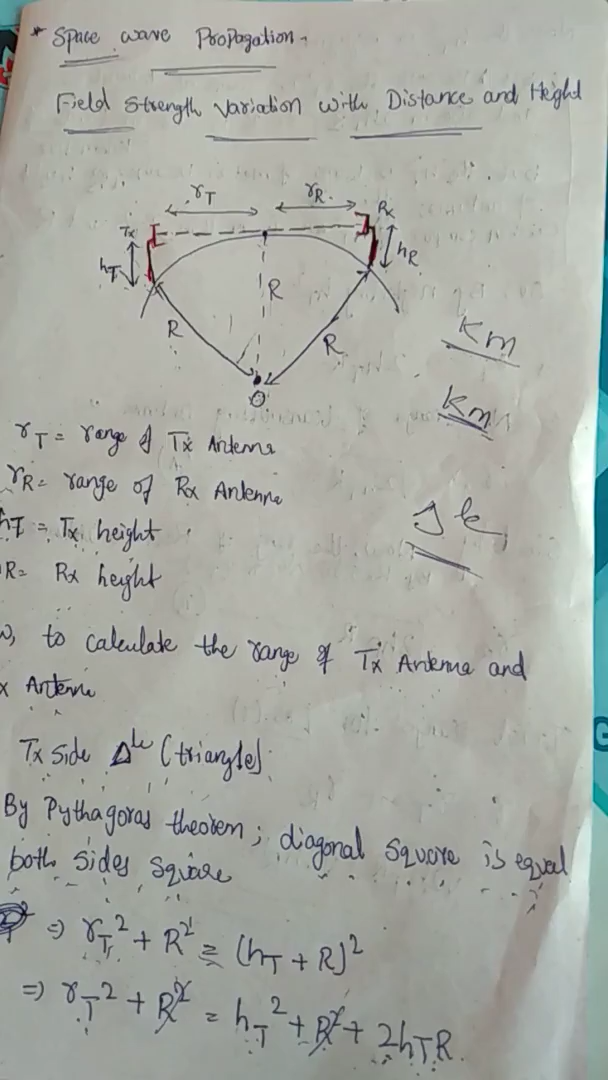 * Space wave Propagation.
Field Strength Variation with Distance and Height
rT rR
Tx Rx
hT hR
R
R R
O
Km
Km
rT = range of Tx Antenna
rR = range of Rx Antenna
hT = Tx height
R = Rx height
to calculate the range of Tx Antenna and
x Antenna
Tx side Δle (triangle)
By Pythagoras theorem; diagonal square is equal
both sides square
⇒ rT² + R² = (hT + R)²
⇒ rT² + R² = hT² + R² + 2hTR